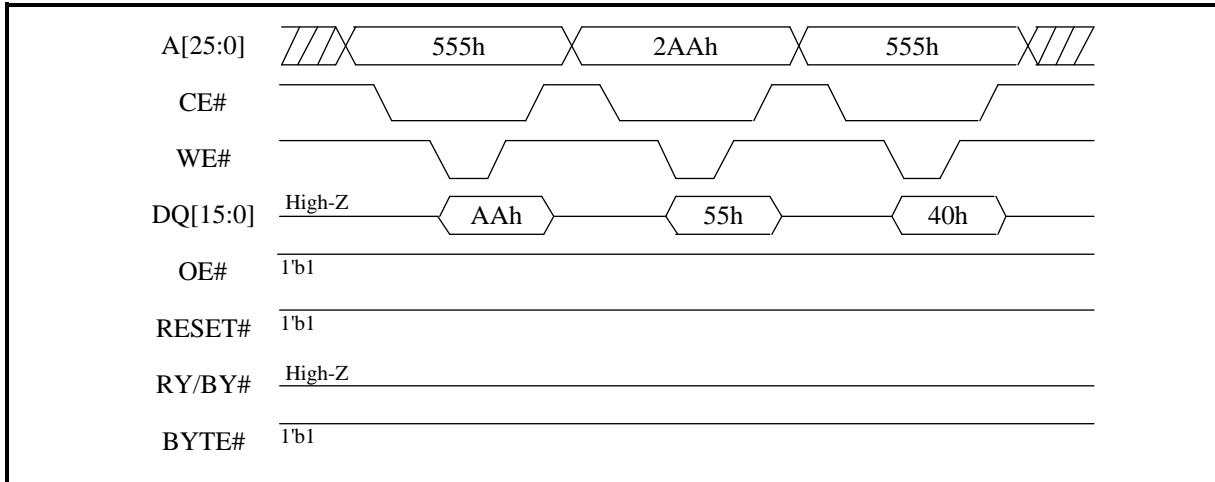 A[25:0] 555h 2AAh 555h
CE#
WE#
DQ[15:0] High-Z AAh 55h 40h
OE# 1'b1
RESET# 1'b1
RY/BY# High-Z
BYTE# 1'b1